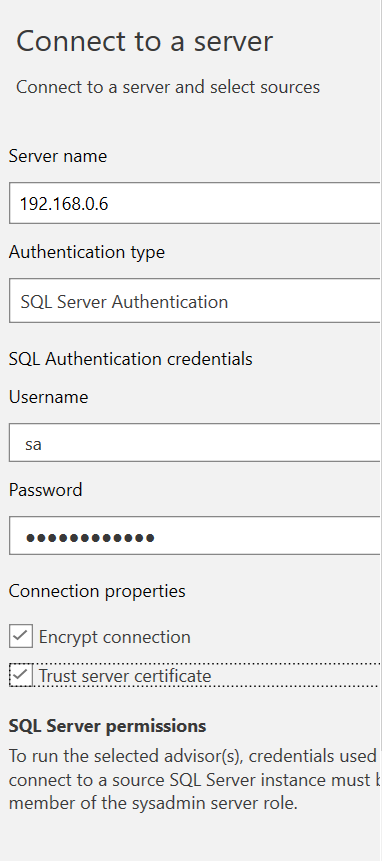 Connect to a server
Connect to a server and select sources
Server name
192.168.0.6
Authentication type
SQL Server Authentication
SQL Authentication credentials
Username
sa
Password
●●●●●●●●●●●●
Connection properties
Encrypt connection
Trust server certificate
SQL Server permissions
To run the selected advisor(s), credentials used
connect to a source SQL Server instance must
member of the sysadmin server role.